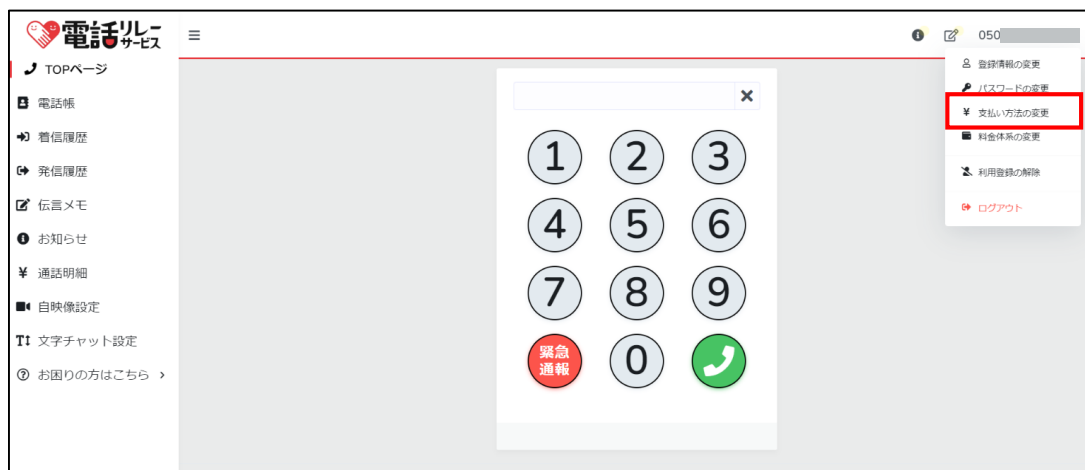 電話リレーサービス
050
TOPページ
電話帳
着信履歴
発信履歴
伝言メモ
お知らせ
通話明細
自映像設定
文字チャット設定
お困りの方はこちら
1 2 3
4 5 6
7 8 9
緊急通報 0
登録情報の変更
パスワードの変更
支払い方法の変更
料金体系の変更
利用登録の解除
ログアウト